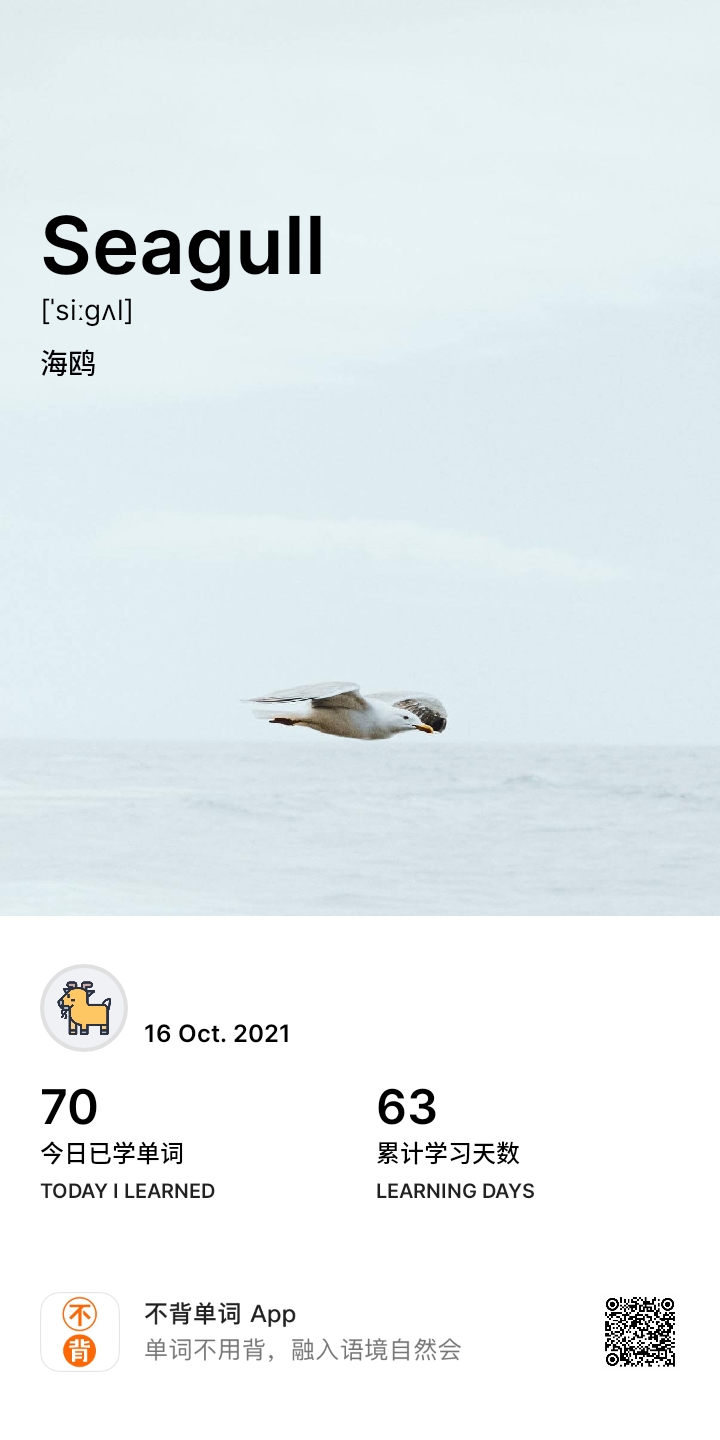 Seagull
[ˈsiːgʌl]
海鸥
16 Oct. 2021
70
今日已学单词
TODAY I LEARNED
63
累计学习天数
LEARNING DAYS
不
背
不背单词 App
单词不用背，融入语境自然会